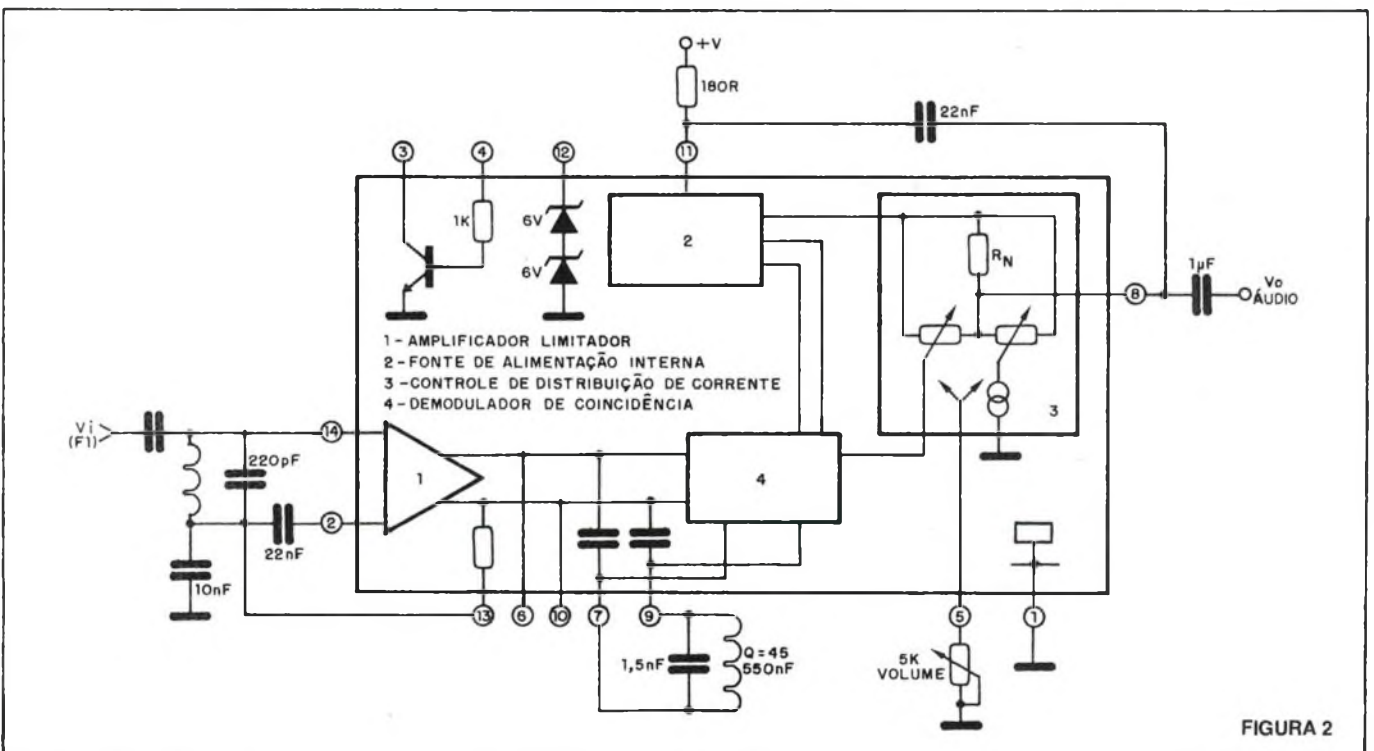 +V
180R
22nF
3
4
12
11
1K
6V
6V
2
RN
1µF
8
Vo
ÁUDIO
1 - AMPLIFICADOR LIMITADOR
2 - FONTE DE ALIMENTAÇÃO INTERNA
3 - CONTROLE DE DISTRIBUIÇÃO DE CORRENTE
4 - DEMODULADOR DE COINCIDÊNCIA
3
Vi
(FI)
14
220pF
1
4
2
22nF
10nF
13
6
10
7
9
5
1
1,5nF
Q=45
550nF
5K
VOLUME
FIGURA 2